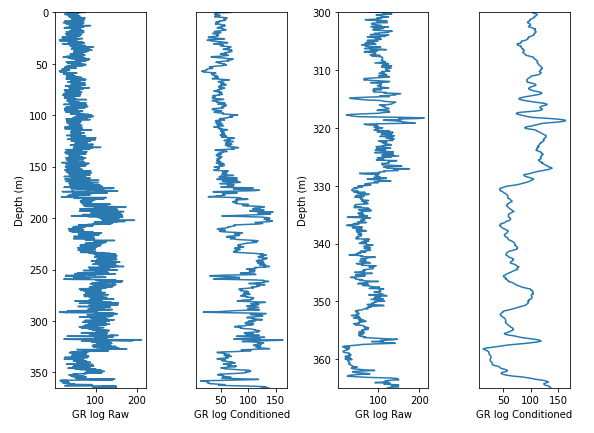 0
50
100
150
200
250
300
350
Depth (m)
100 200
GR log Raw
50 100 150
GR log Conditioned
300
310
320
330
340
350
360
Depth (m)
100 200
GR log Raw
50 100 150
GR log Conditioned